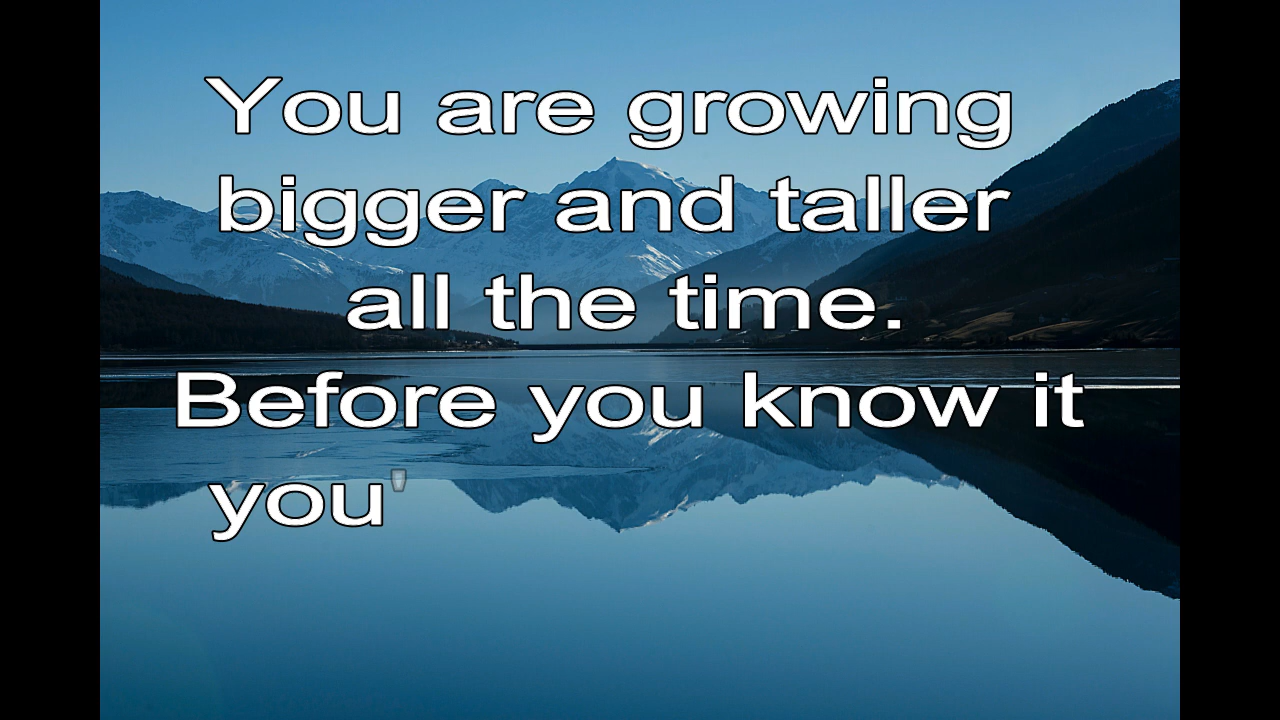 You are growing
bigger and taller
all the time.
Before you know it
you'